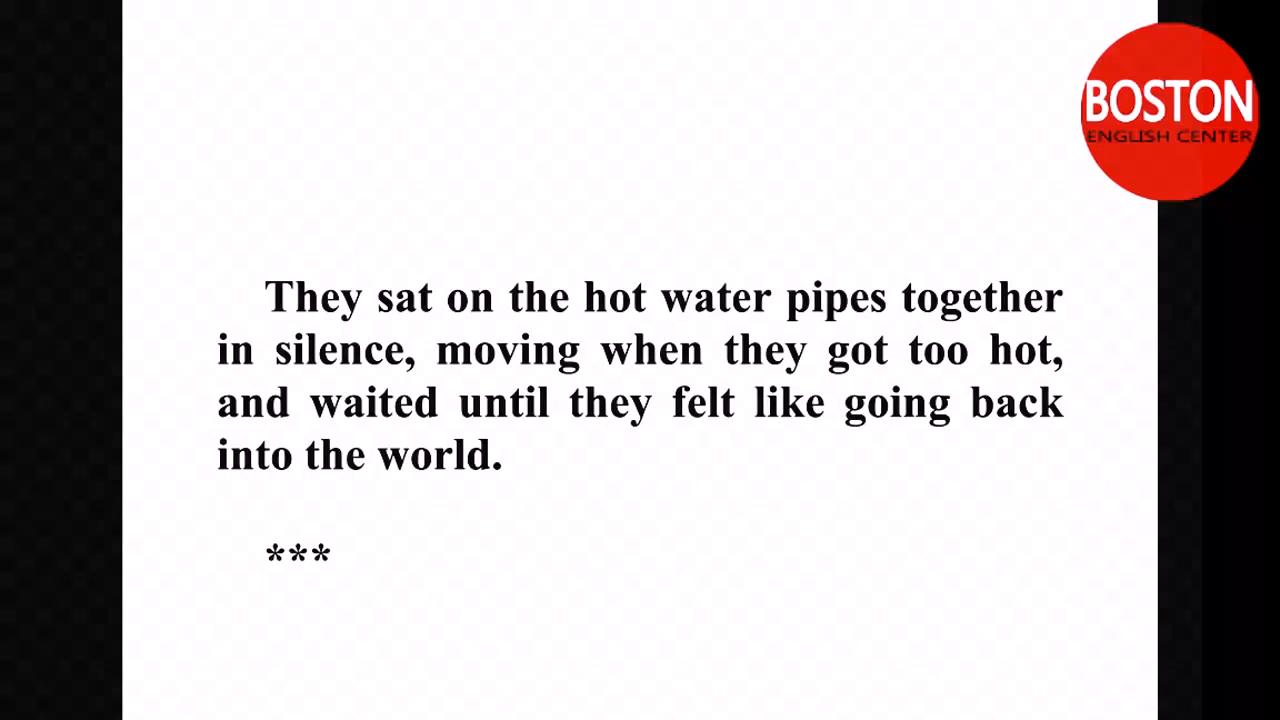 BOSTON
ENGLISH CENTER
They sat on the hot water pipes together
in silence, moving when they got too hot,
and waited until they felt like going back
into the world.
***